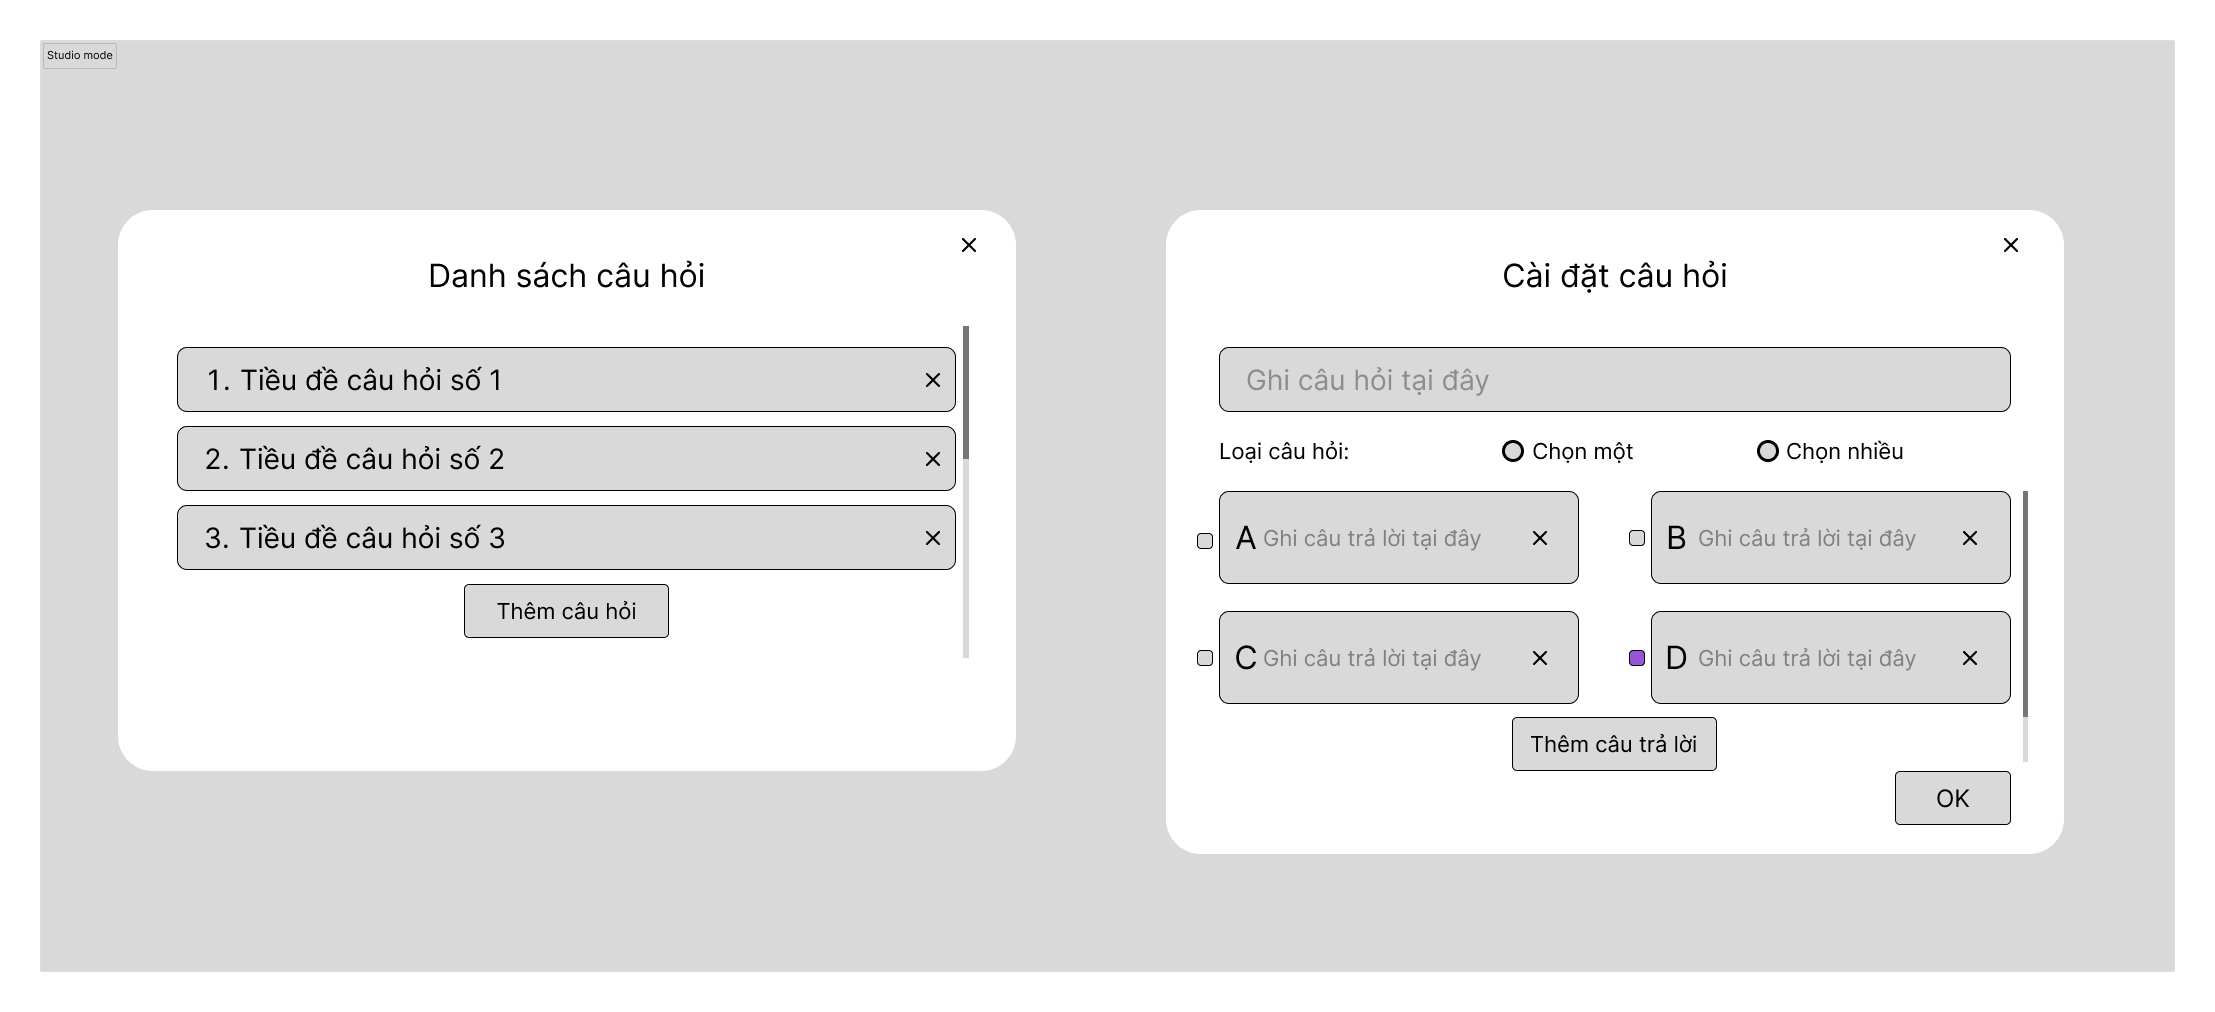 Studio mode
Danh sách câu hỏi
1. Tiều đề câu hỏi số 1
2. Tiều đề câu hỏi số 2
3. Tiều đề câu hỏi số 3
Thêm câu hỏi
Cài đặt câu hỏi
Ghi câu hỏi tại đây
Loại câu hỏi: Chọn một Chọn nhiều
A Ghi câu trả lời tại đây
B Ghi câu trả lời tại đây
C Ghi câu trả lời tại đây
D Ghi câu trả lời tại đây
Thêm câu trả lời
OK